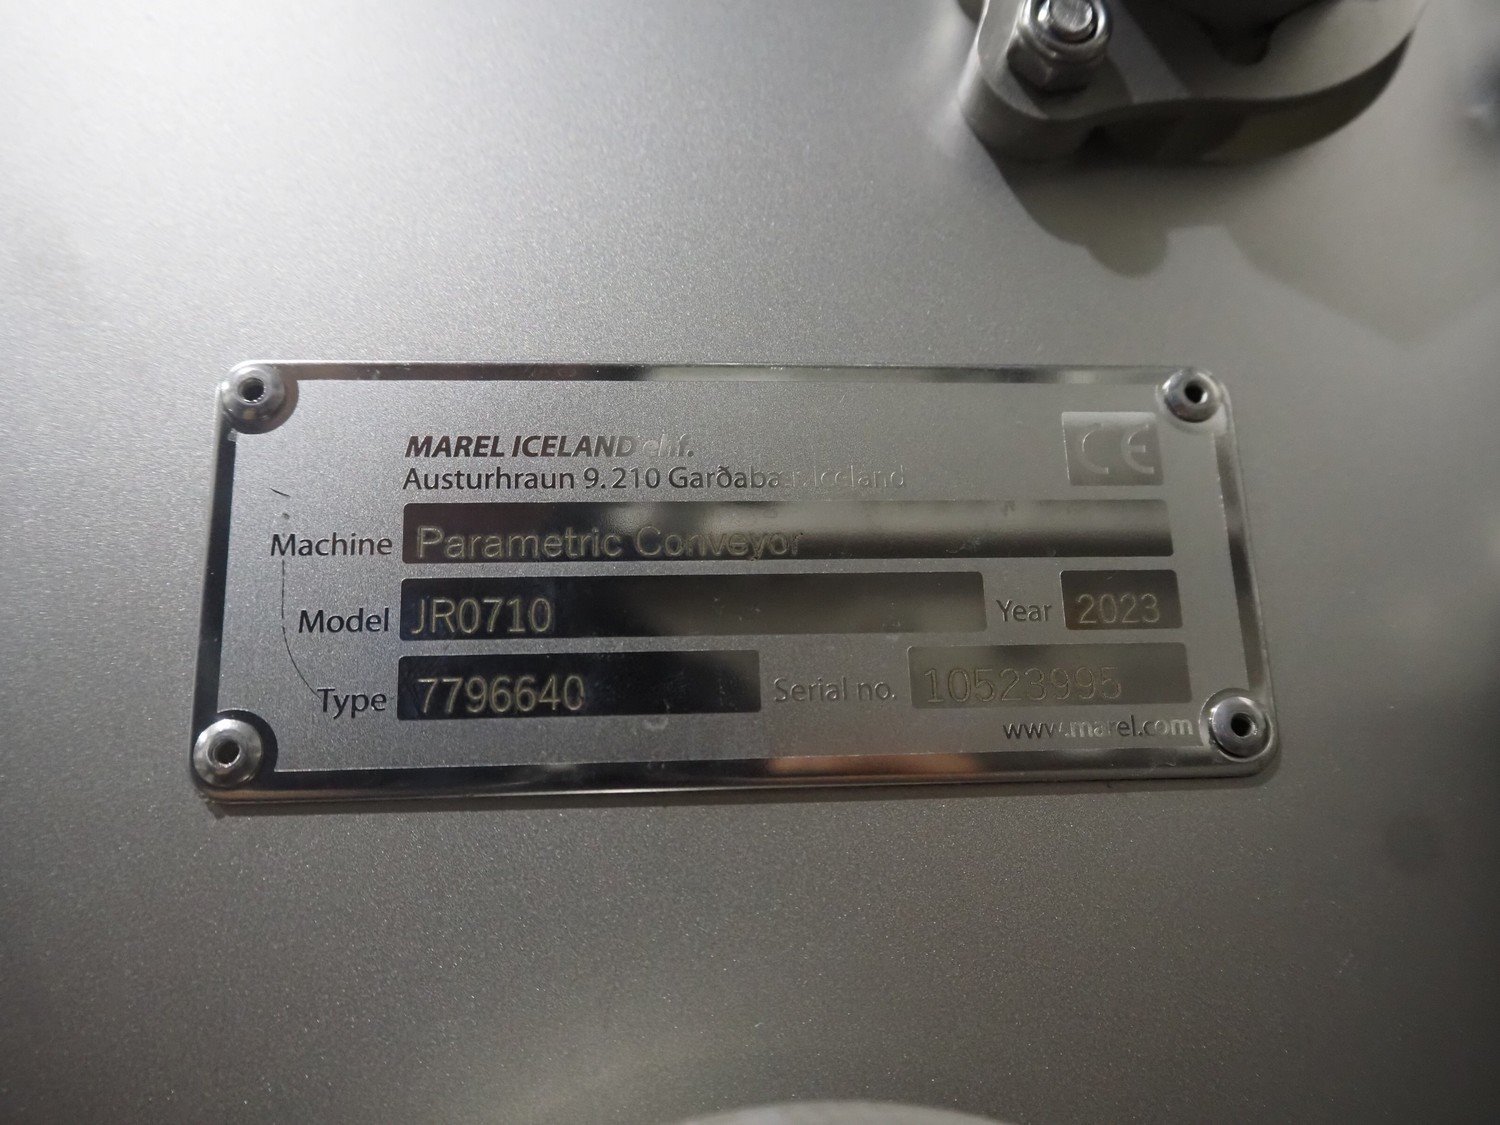 MAREL ICELAND ehf.
Austurhraun 9. 210 Garðabær, Iceland
CE
Machine Parametric Conveyor
Model JR0710 Year 2023
Type 7796640 Serial no. 10523995
www.marel.com